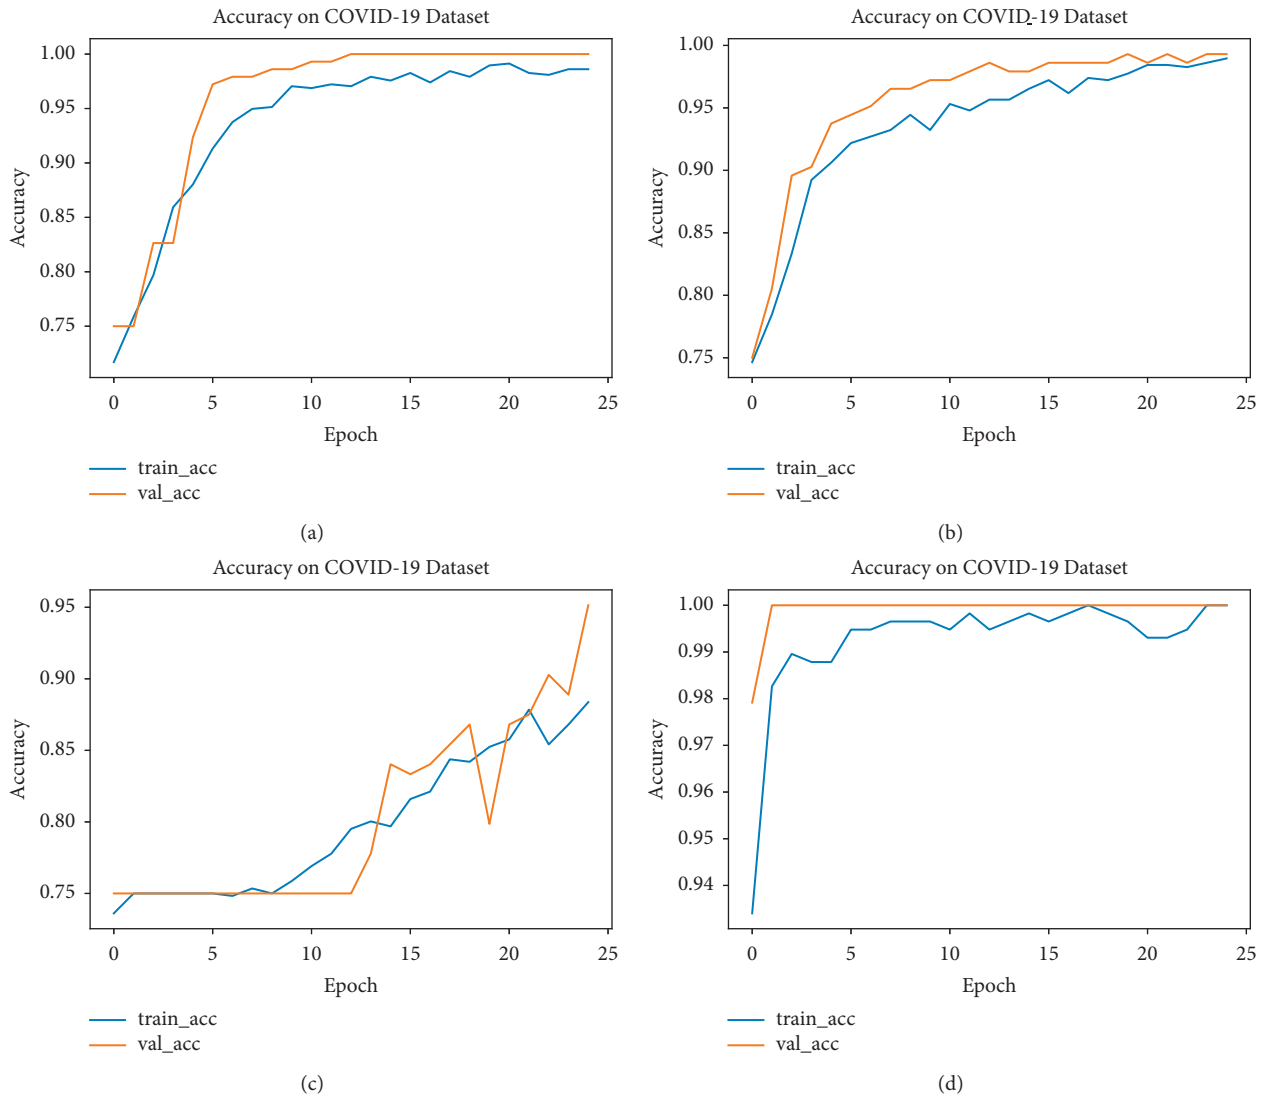 Accuracy on COVID-19 Dataset
1.00
0.95
0.90
0.85
0.80
0.75
Accuracy
0 5 10 15 20 25
Epoch
train_acc
val_acc
(a)
Accuracy on COVID-19 Dataset
1.00
0.95
0.90
0.85
0.80
0.75
Accuracy
0 5 10 15 20 25
Epoch
train_acc
val_acc
(b)
Accuracy on COVID-19 Dataset
0.95
0.90
0.85
0.80
0.75
Accuracy
0 5 10 15 20 25
Epoch
train_acc
val_acc
(c)
Accuracy on COVID-19 Dataset
1.00
0.99
0.98
0.97
0.96
0.95
0.94
Accuracy
0 5 10 15 20 25
Epoch
train_acc
val_acc
(d)